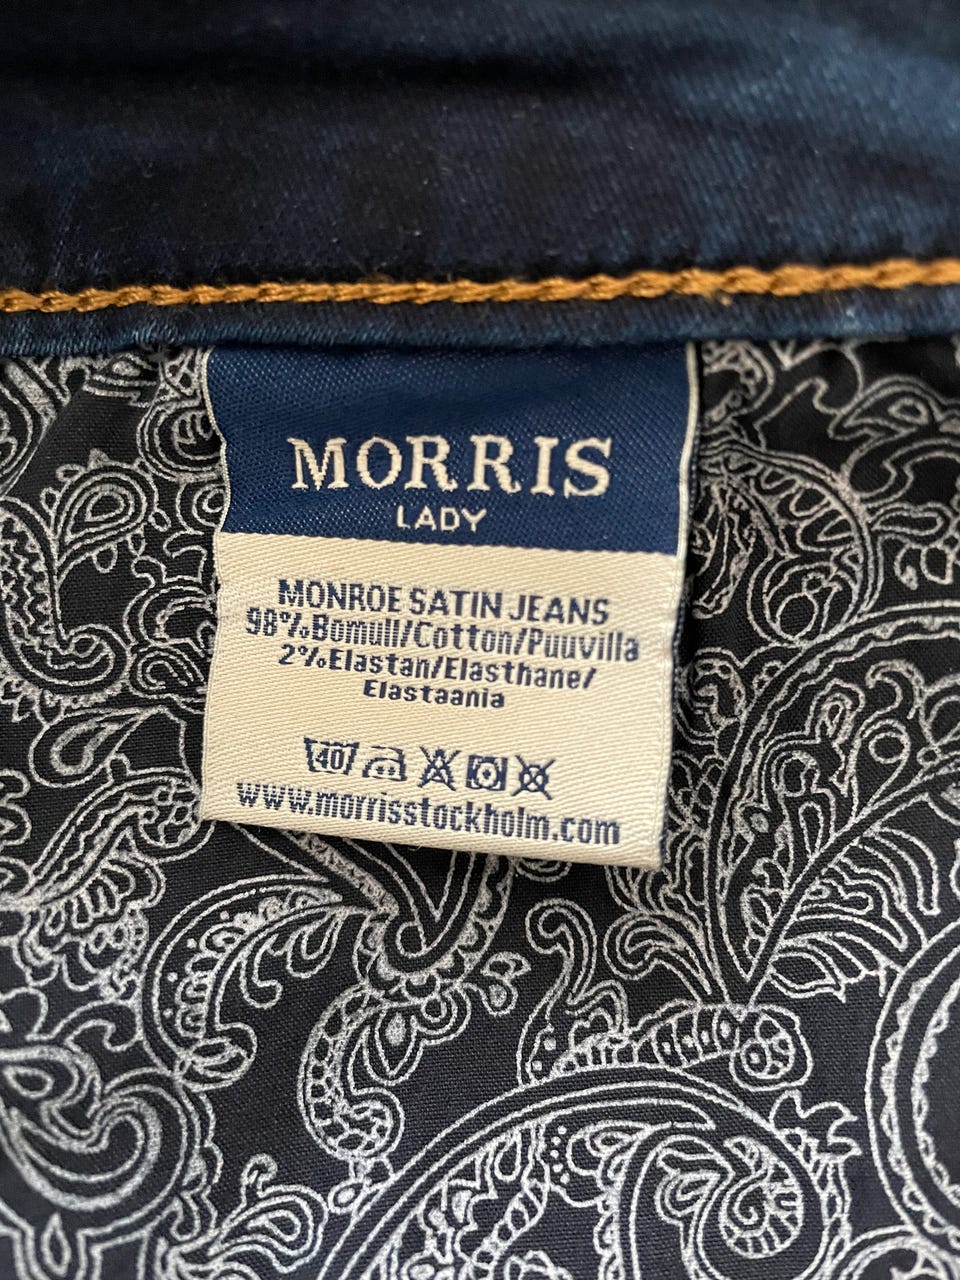 MORRIS
LADY
MONROE SATIN JEANS
98%Bomull/Cotton/Puuvilla
2%Elastan/Elasthane/
Elastaania
40
www.morrisstockholm.com